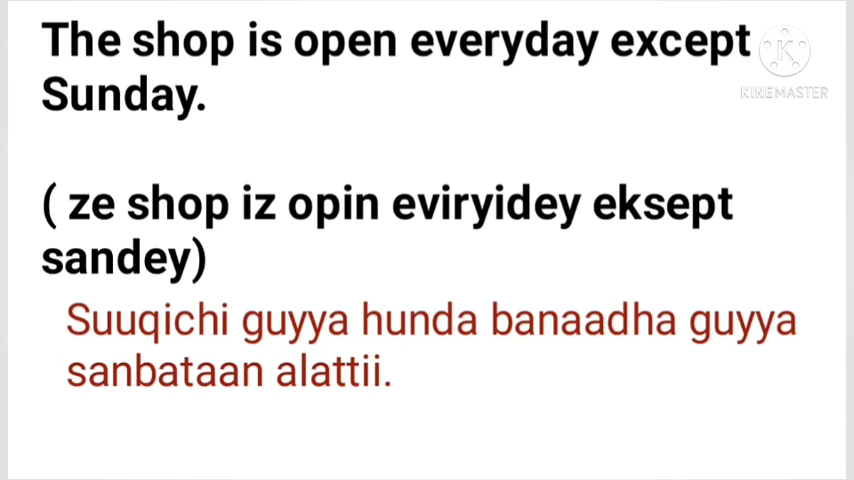 The shop is open everyday except
Sunday.
( ze shop iz opin eviryidey eksept
sandey)
Suuqichi guyya hunda banaadha guyya
sanbataan alattii.
K
KINEMASTER